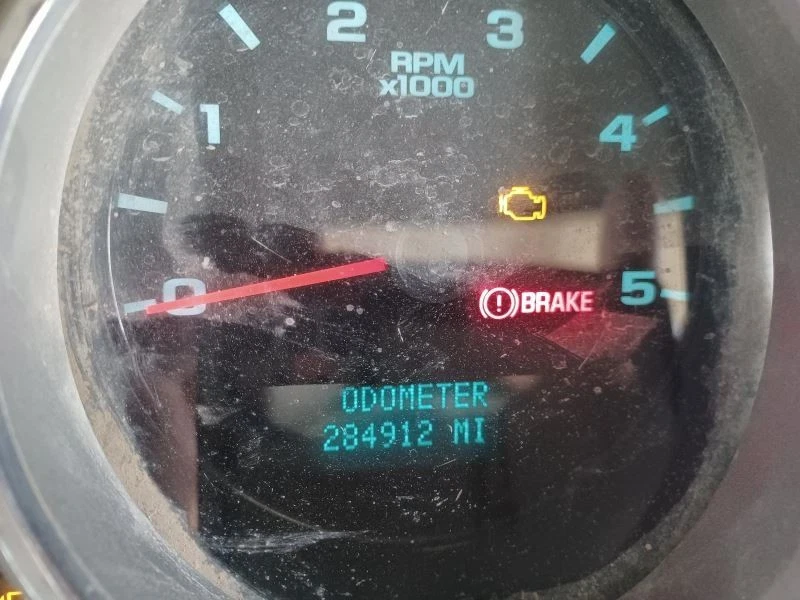 2 3
RPM
x1000
1 4
0 5
(!) BRAKE
ODOMETER
284912 MI